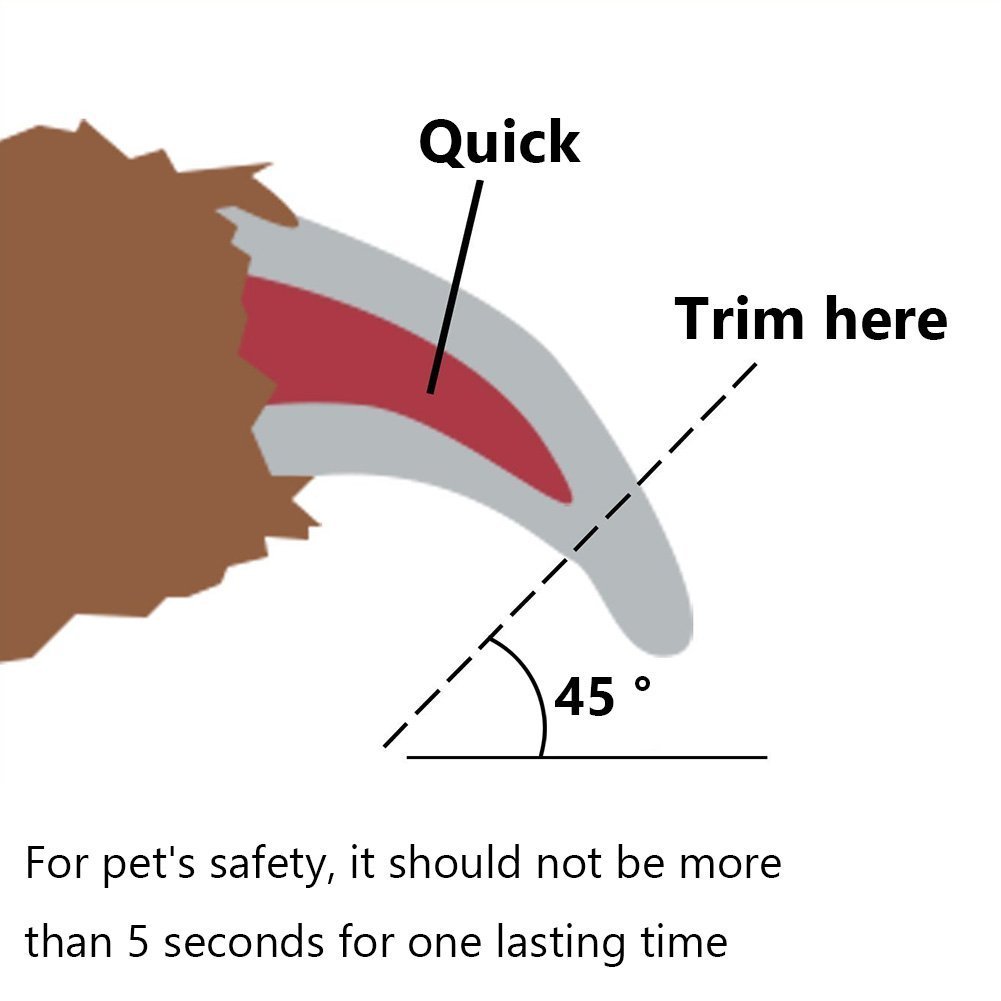 Quick
Trim here
45 °
For pet's safety, it should not be more
than 5 seconds for one lasting time